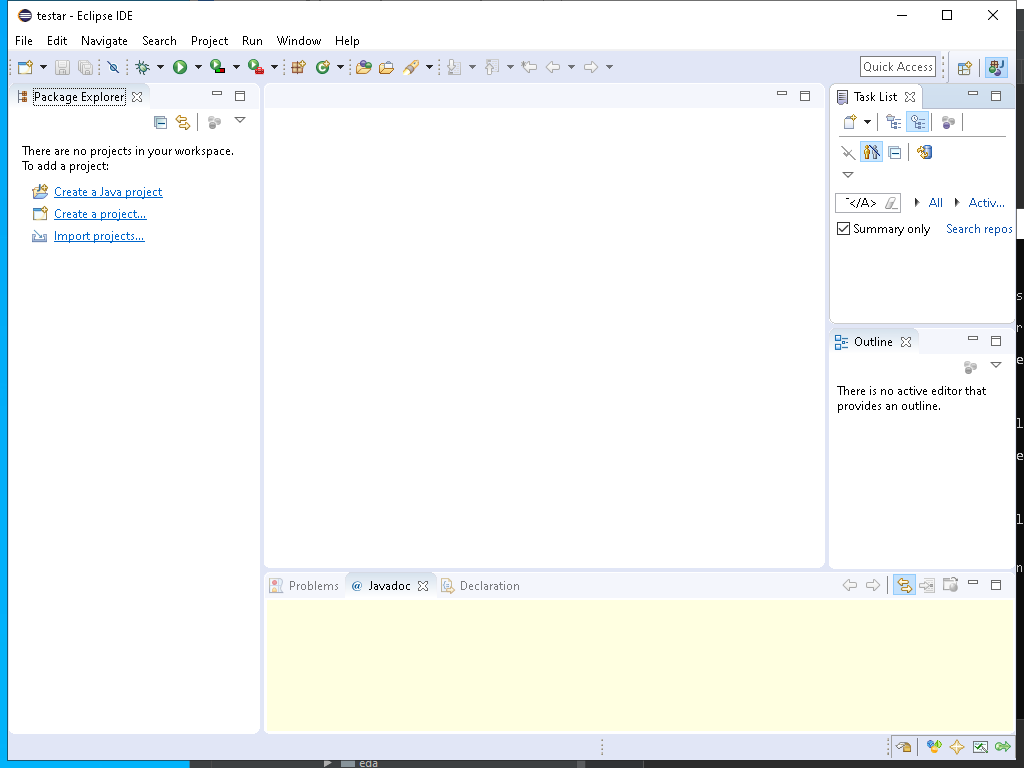 testar - Eclipse IDE
File Edit Navigate Search Project Run Window Help
Quick Access
Package Explorer
There are no projects in your workspace.
To add a project:
Create a Java project
Create a project...
Import projects...
Task List
All
Activ...
Summary only
Search repos
Outline
There is no active editor that
provides an outline.
Problems
@ Javadoc
Declaration
eda